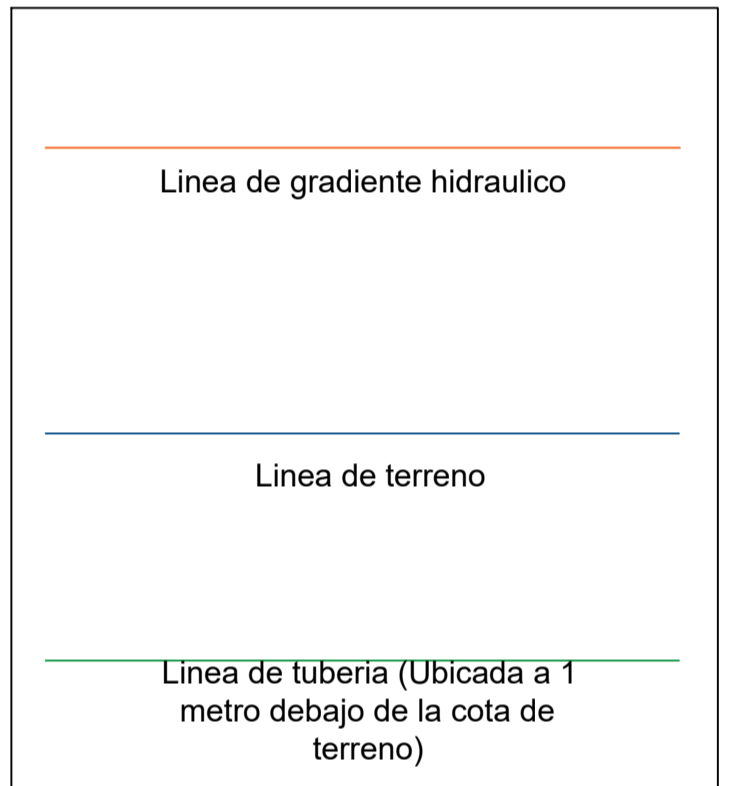 Linea de gradiente hidraulico
Linea de terreno
Linea de tuberia (Ubicada a 1
metro debajo de la cota de
terreno)